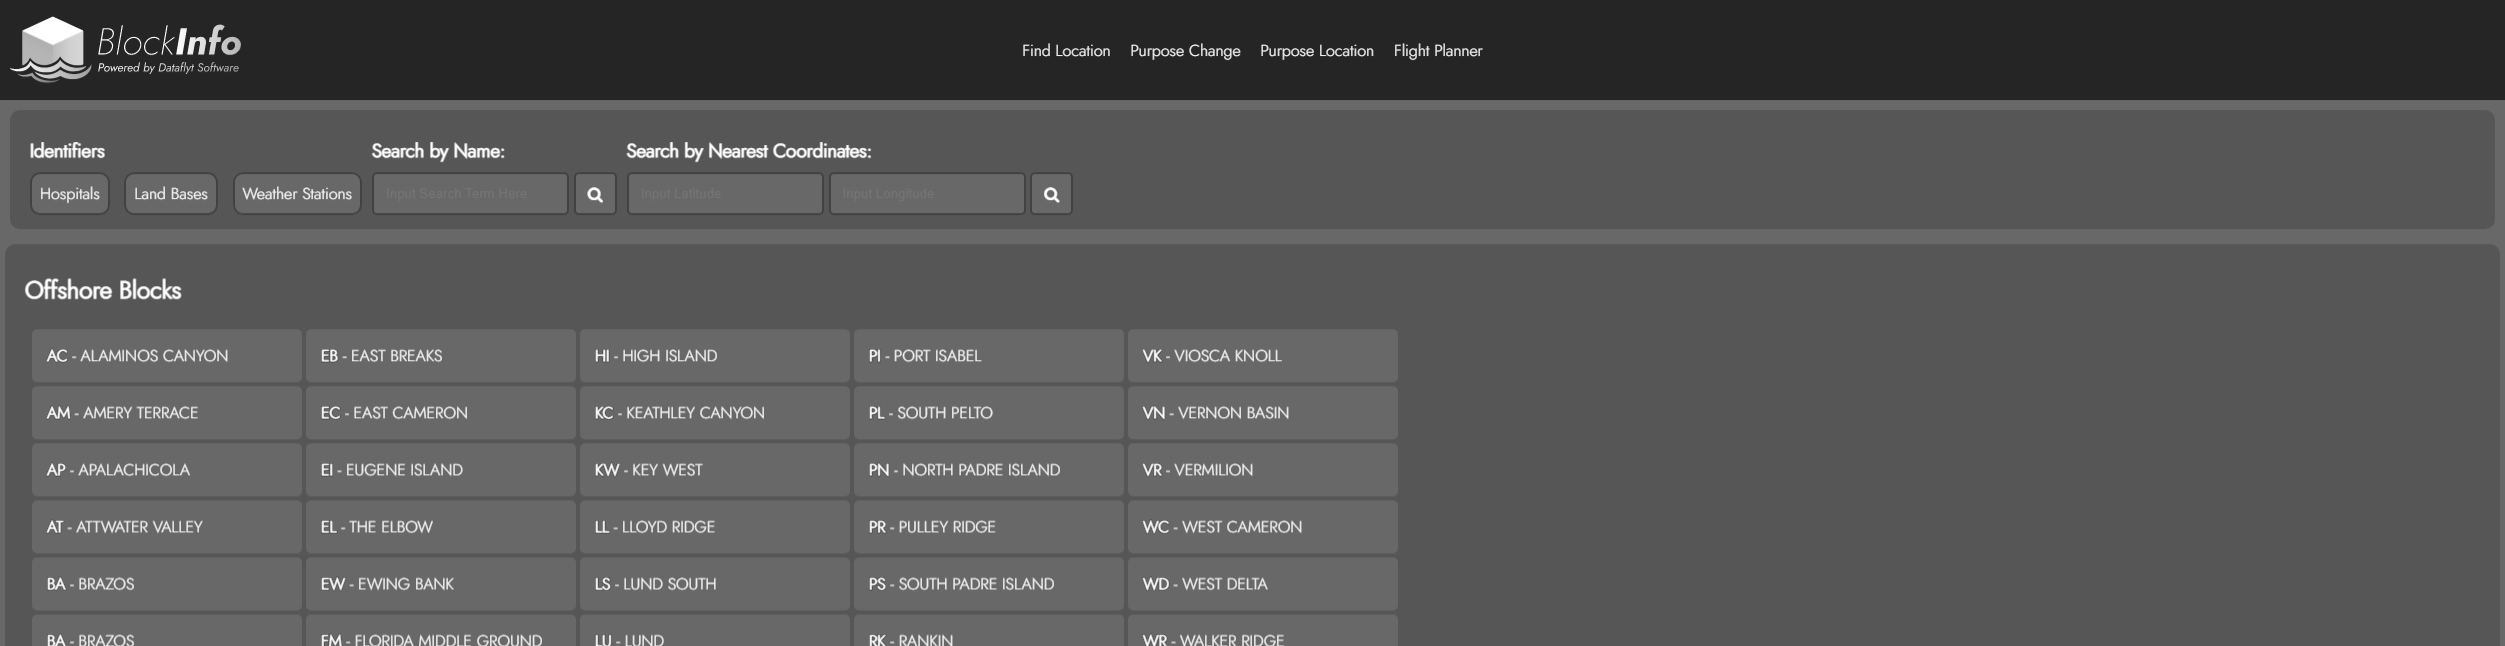 BlockInfo
Powered by Dataflyt Software
Find Location Purpose Change Purpose Location Flight Planner
Identifiers Search by Name: Search by Nearest Coordinates:
Hospitals Land Bases Weather Stations Input Search Term Here Input Latitude Input Longitude
Offshore Blocks
AC - ALAMINOS CANYON EB - EAST BREAKS HI - HIGH ISLAND PI - PORT ISABEL VK - VIOSCA KNOLL
AM - AMERY TERRACE EC - EAST CAMERON KC - KEATHLEY CANYON PL - SOUTH PELTO VN - VERNON BASIN
AP - APALACHICOLA EI - EUGENE ISLAND KW - KEY WEST PN - NORTH PADRE ISLAND VR - VERMILION
AT - ATTWATER VALLEY EL - THE ELBOW LL - LLOYD RIDGE PR - PULLEY RIDGE WC - WEST CAMERON
BA - BRAZOS EW - EWING BANK LS - LUND SOUTH PS - SOUTH PADRE ISLAND WD - WEST DELTA
BA - BRAZOS FM - FLORIDA MIDDLE GROUND LU - LUND RK - RANKIN WR - WALKER RIDGE